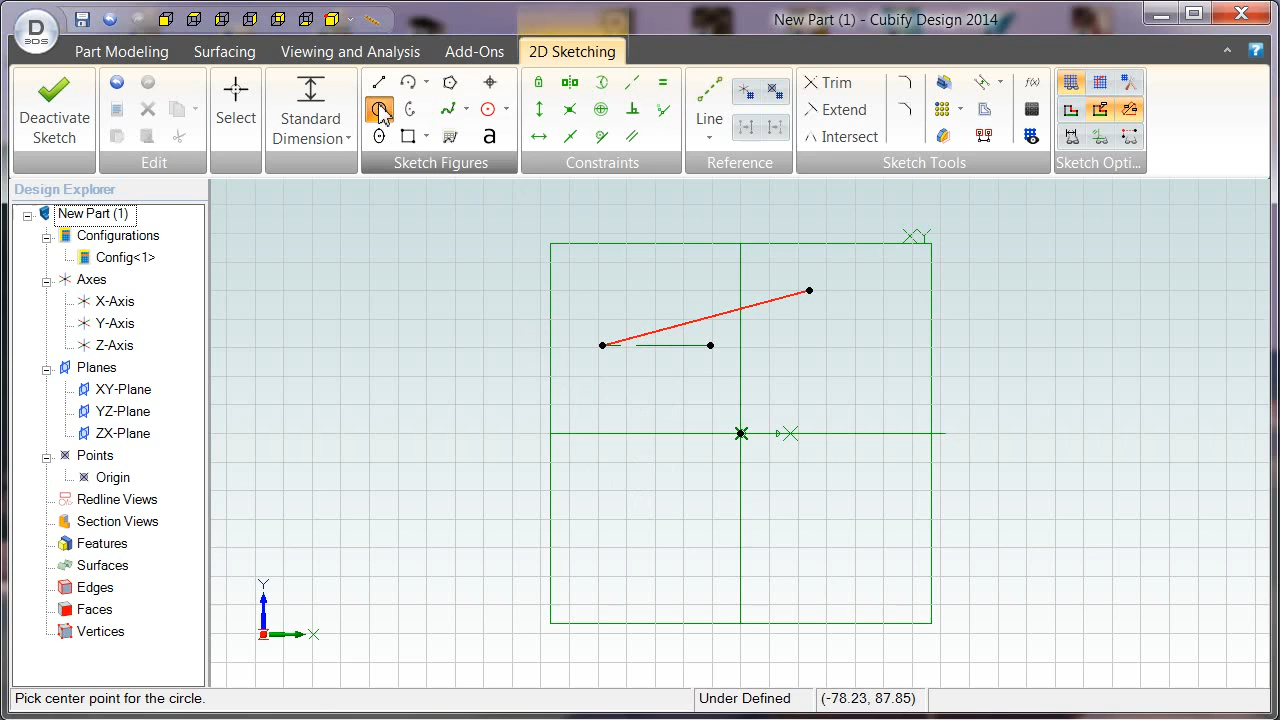 New Part (1) - Cubify Design 2014
D
3DS
Part Modeling
Surfacing
Viewing and Analysis
Add-Ons
2D Sketching
Deactivate
Sketch
Edit
Select
Standard
Dimension
a
Sketch Figures
Constraints
Line
Reference
Trim
Extend
Intersect
f(x)
Sketch Tools
Sketch Opti...
Design Explorer
New Part (1)
Configurations
Config<1>
Axes
X-Axis
Y-Axis
Z-Axis
Planes
XY-Plane
YZ-Plane
ZX-Plane
Points
Origin
Redline Views
Section Views
Features
Surfaces
Edges
Faces
Vertices
XY
X
Y
X
Pick center point for the circle.
Under Defined
(-78.23, 87.85)